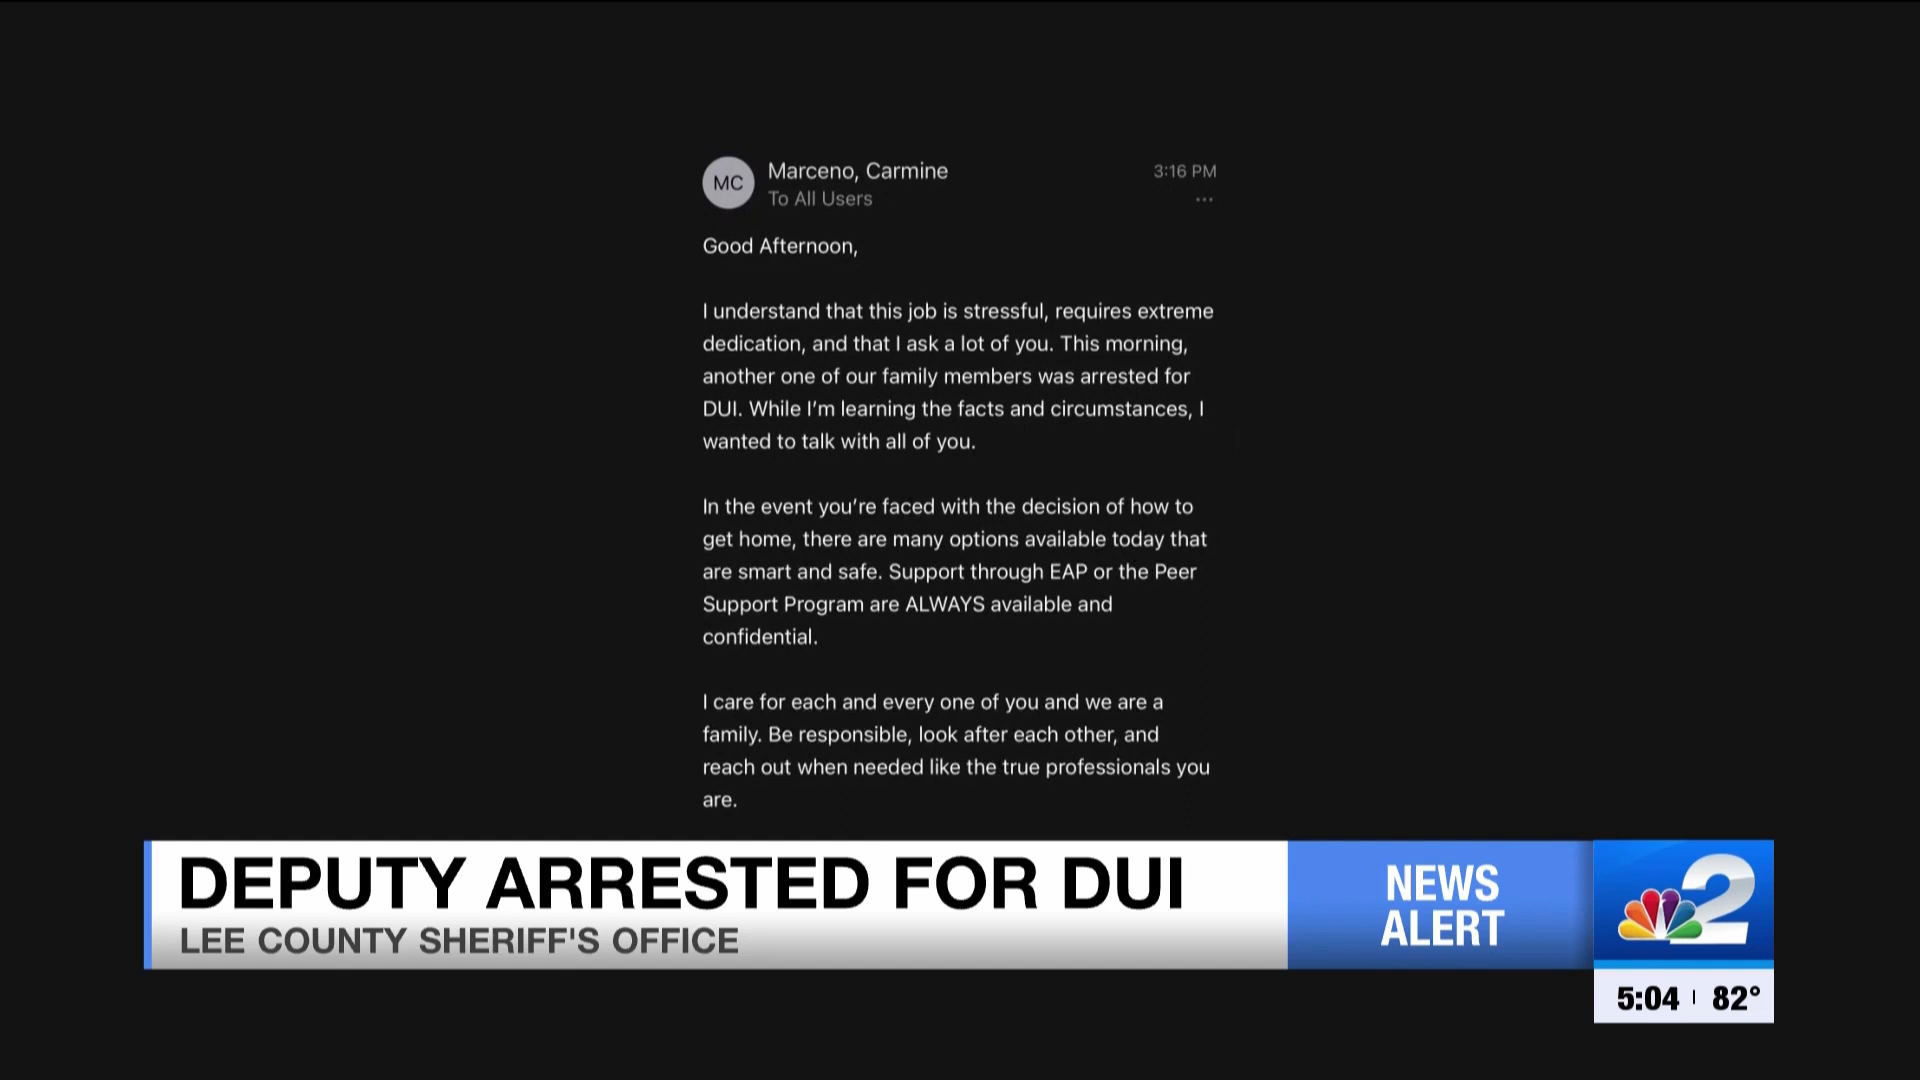 MC
Marceno, Carmine
3:16 PM
To All Users
...
Good Afternoon,
I understand that this job is stressful, requires extreme
dedication, and that I ask a lot of you. This morning,
another one of our family members was arrested for
DUI. While I’m learning the facts and circumstances, I
wanted to talk with all of you.
In the event you’re faced with the decision of how to
get home, there are many options available today that
are smart and safe. Support through EAP or the Peer
Support Program are ALWAYS available and
confidential.
I care for each and every one of you and we are a
family. Be responsible, look after each other, and
reach out when needed like the true professionals you
are.
DEPUTY ARRESTED FOR DUI
LEE COUNTY SHERIFF'S OFFICE
NEWS
ALERT
2
5:04 | 82°